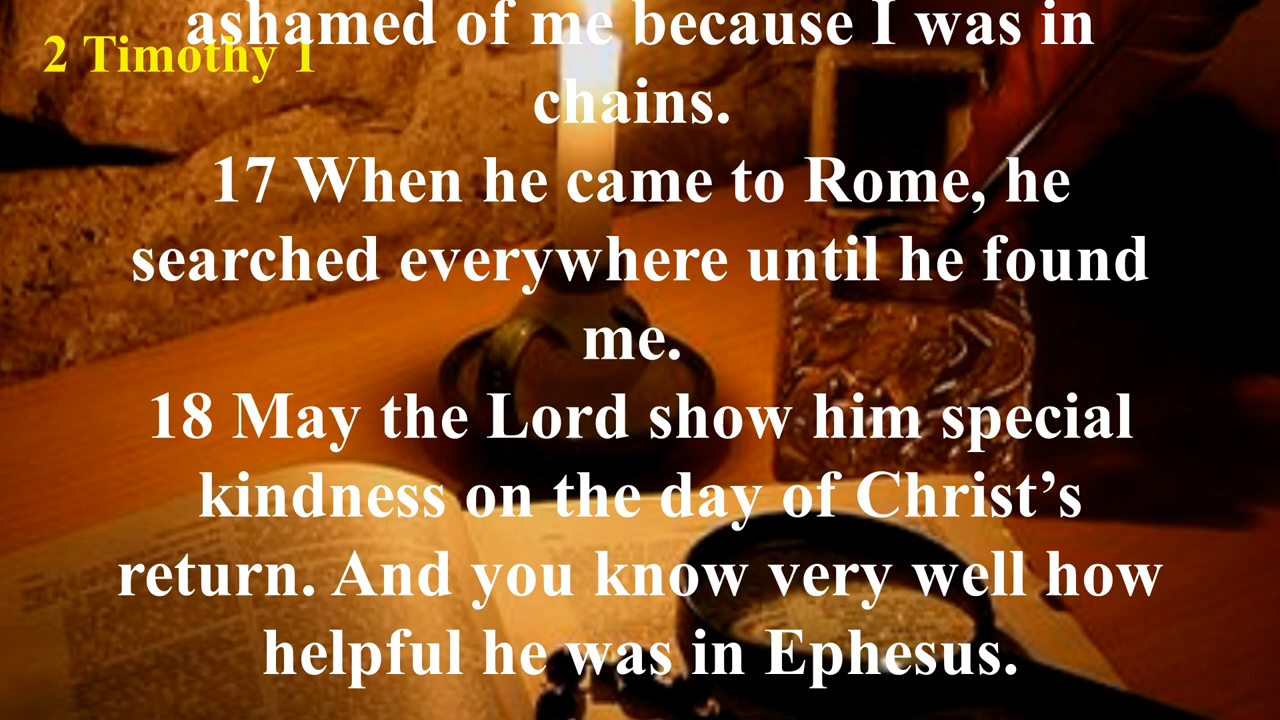 ashamed of me because I was in
2 Timothy 1
chains.
17 When he came to Rome, he
searched everywhere until he found
me.
18 May the Lord show him special
kindness on the day of Christ’s
return. And you know very well how
helpful he was in Ephesus.